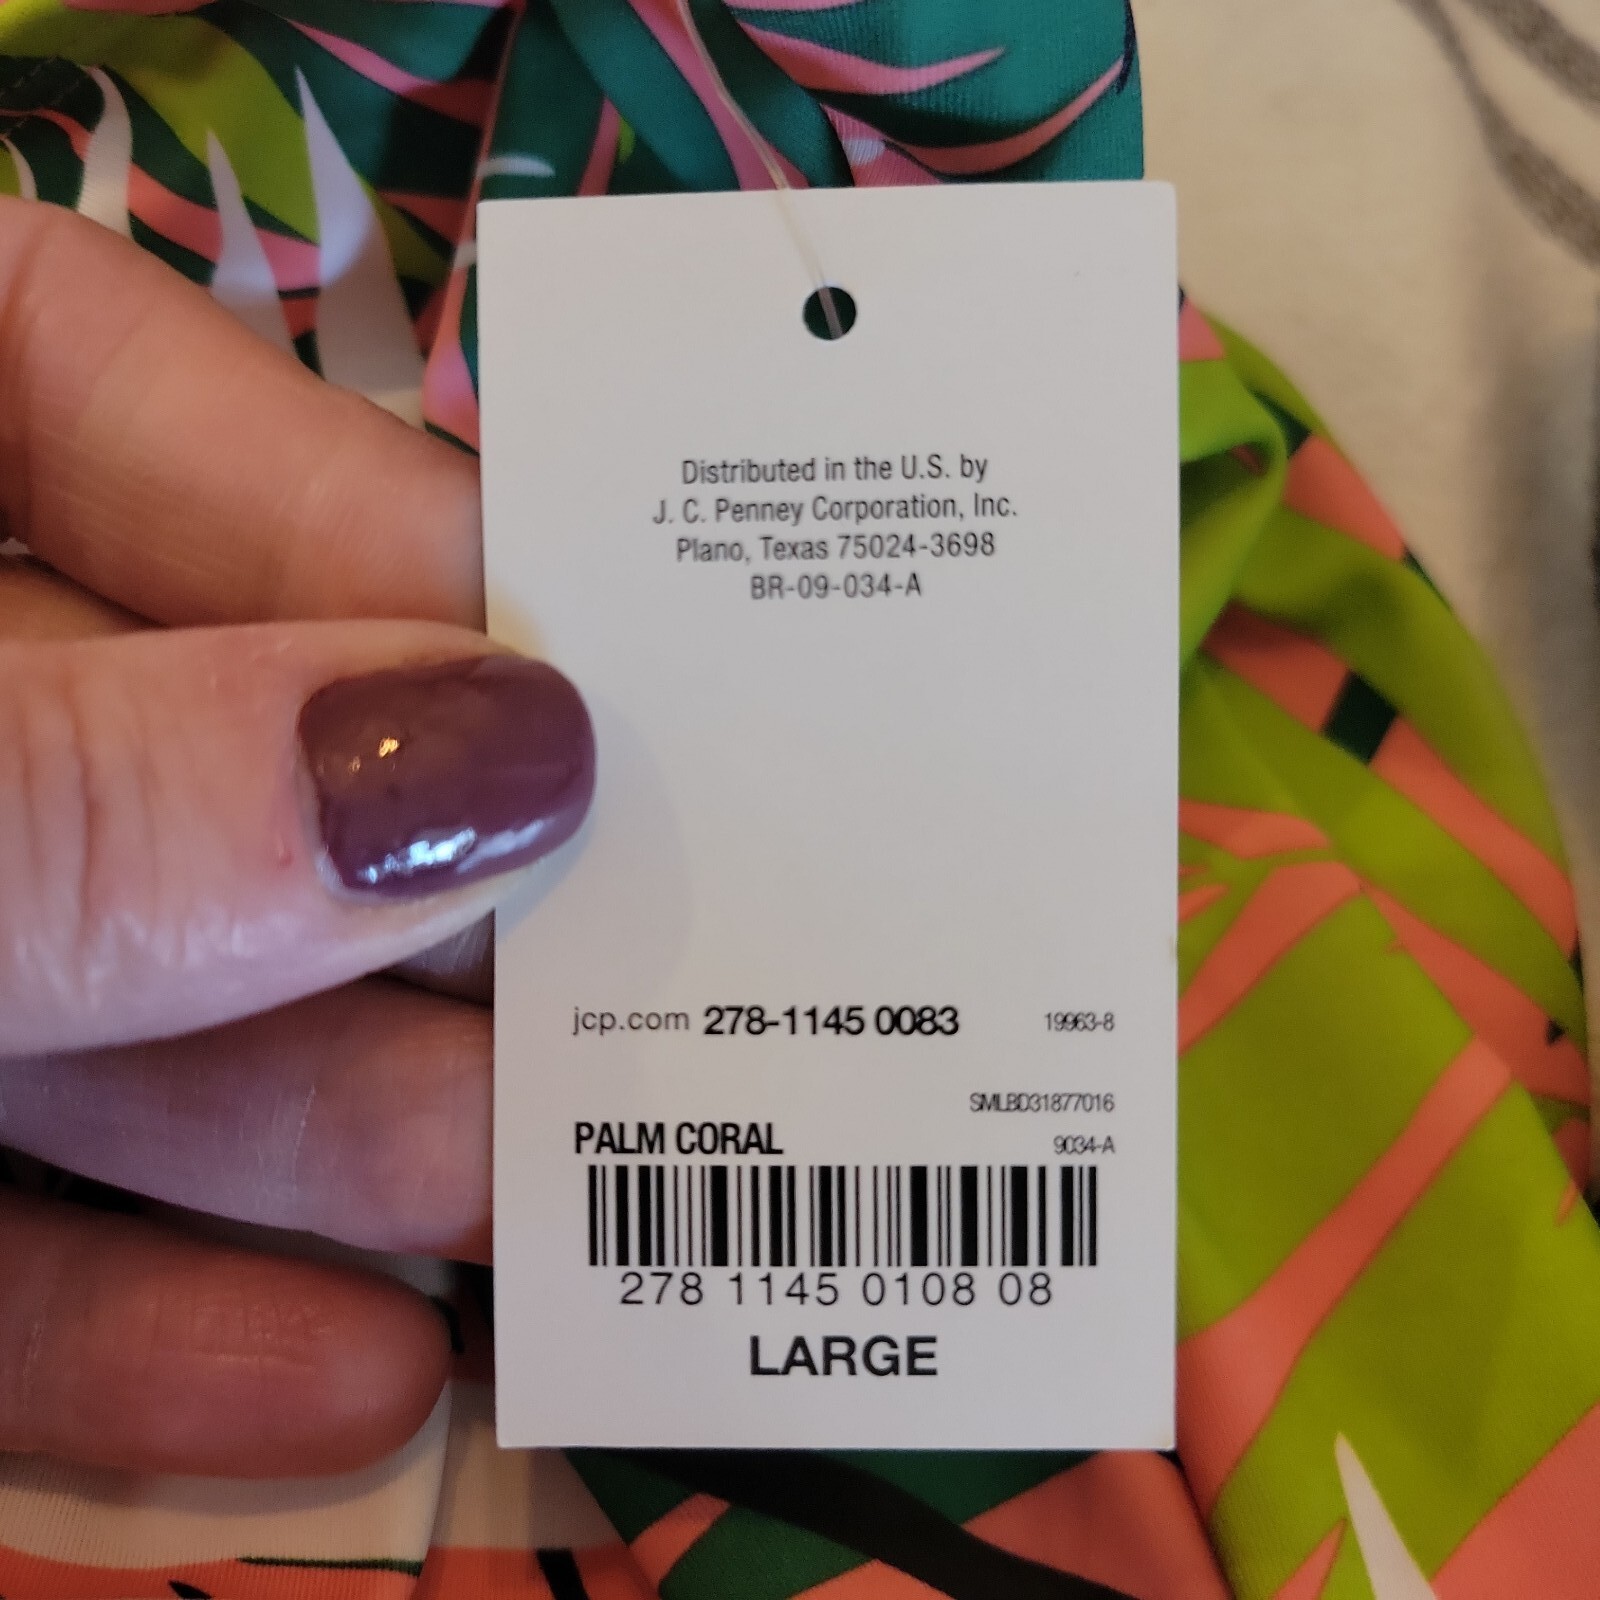 Distributed in the U.S. by
J. C. Penney Corporation, Inc.
Plano, Texas 75024-3698
BR-09-034-A
jcp.com 278-1145 0083 19963-8
SMLBD31877016
PALM CORAL 9034-A
278 1145 0108 08
LARGE